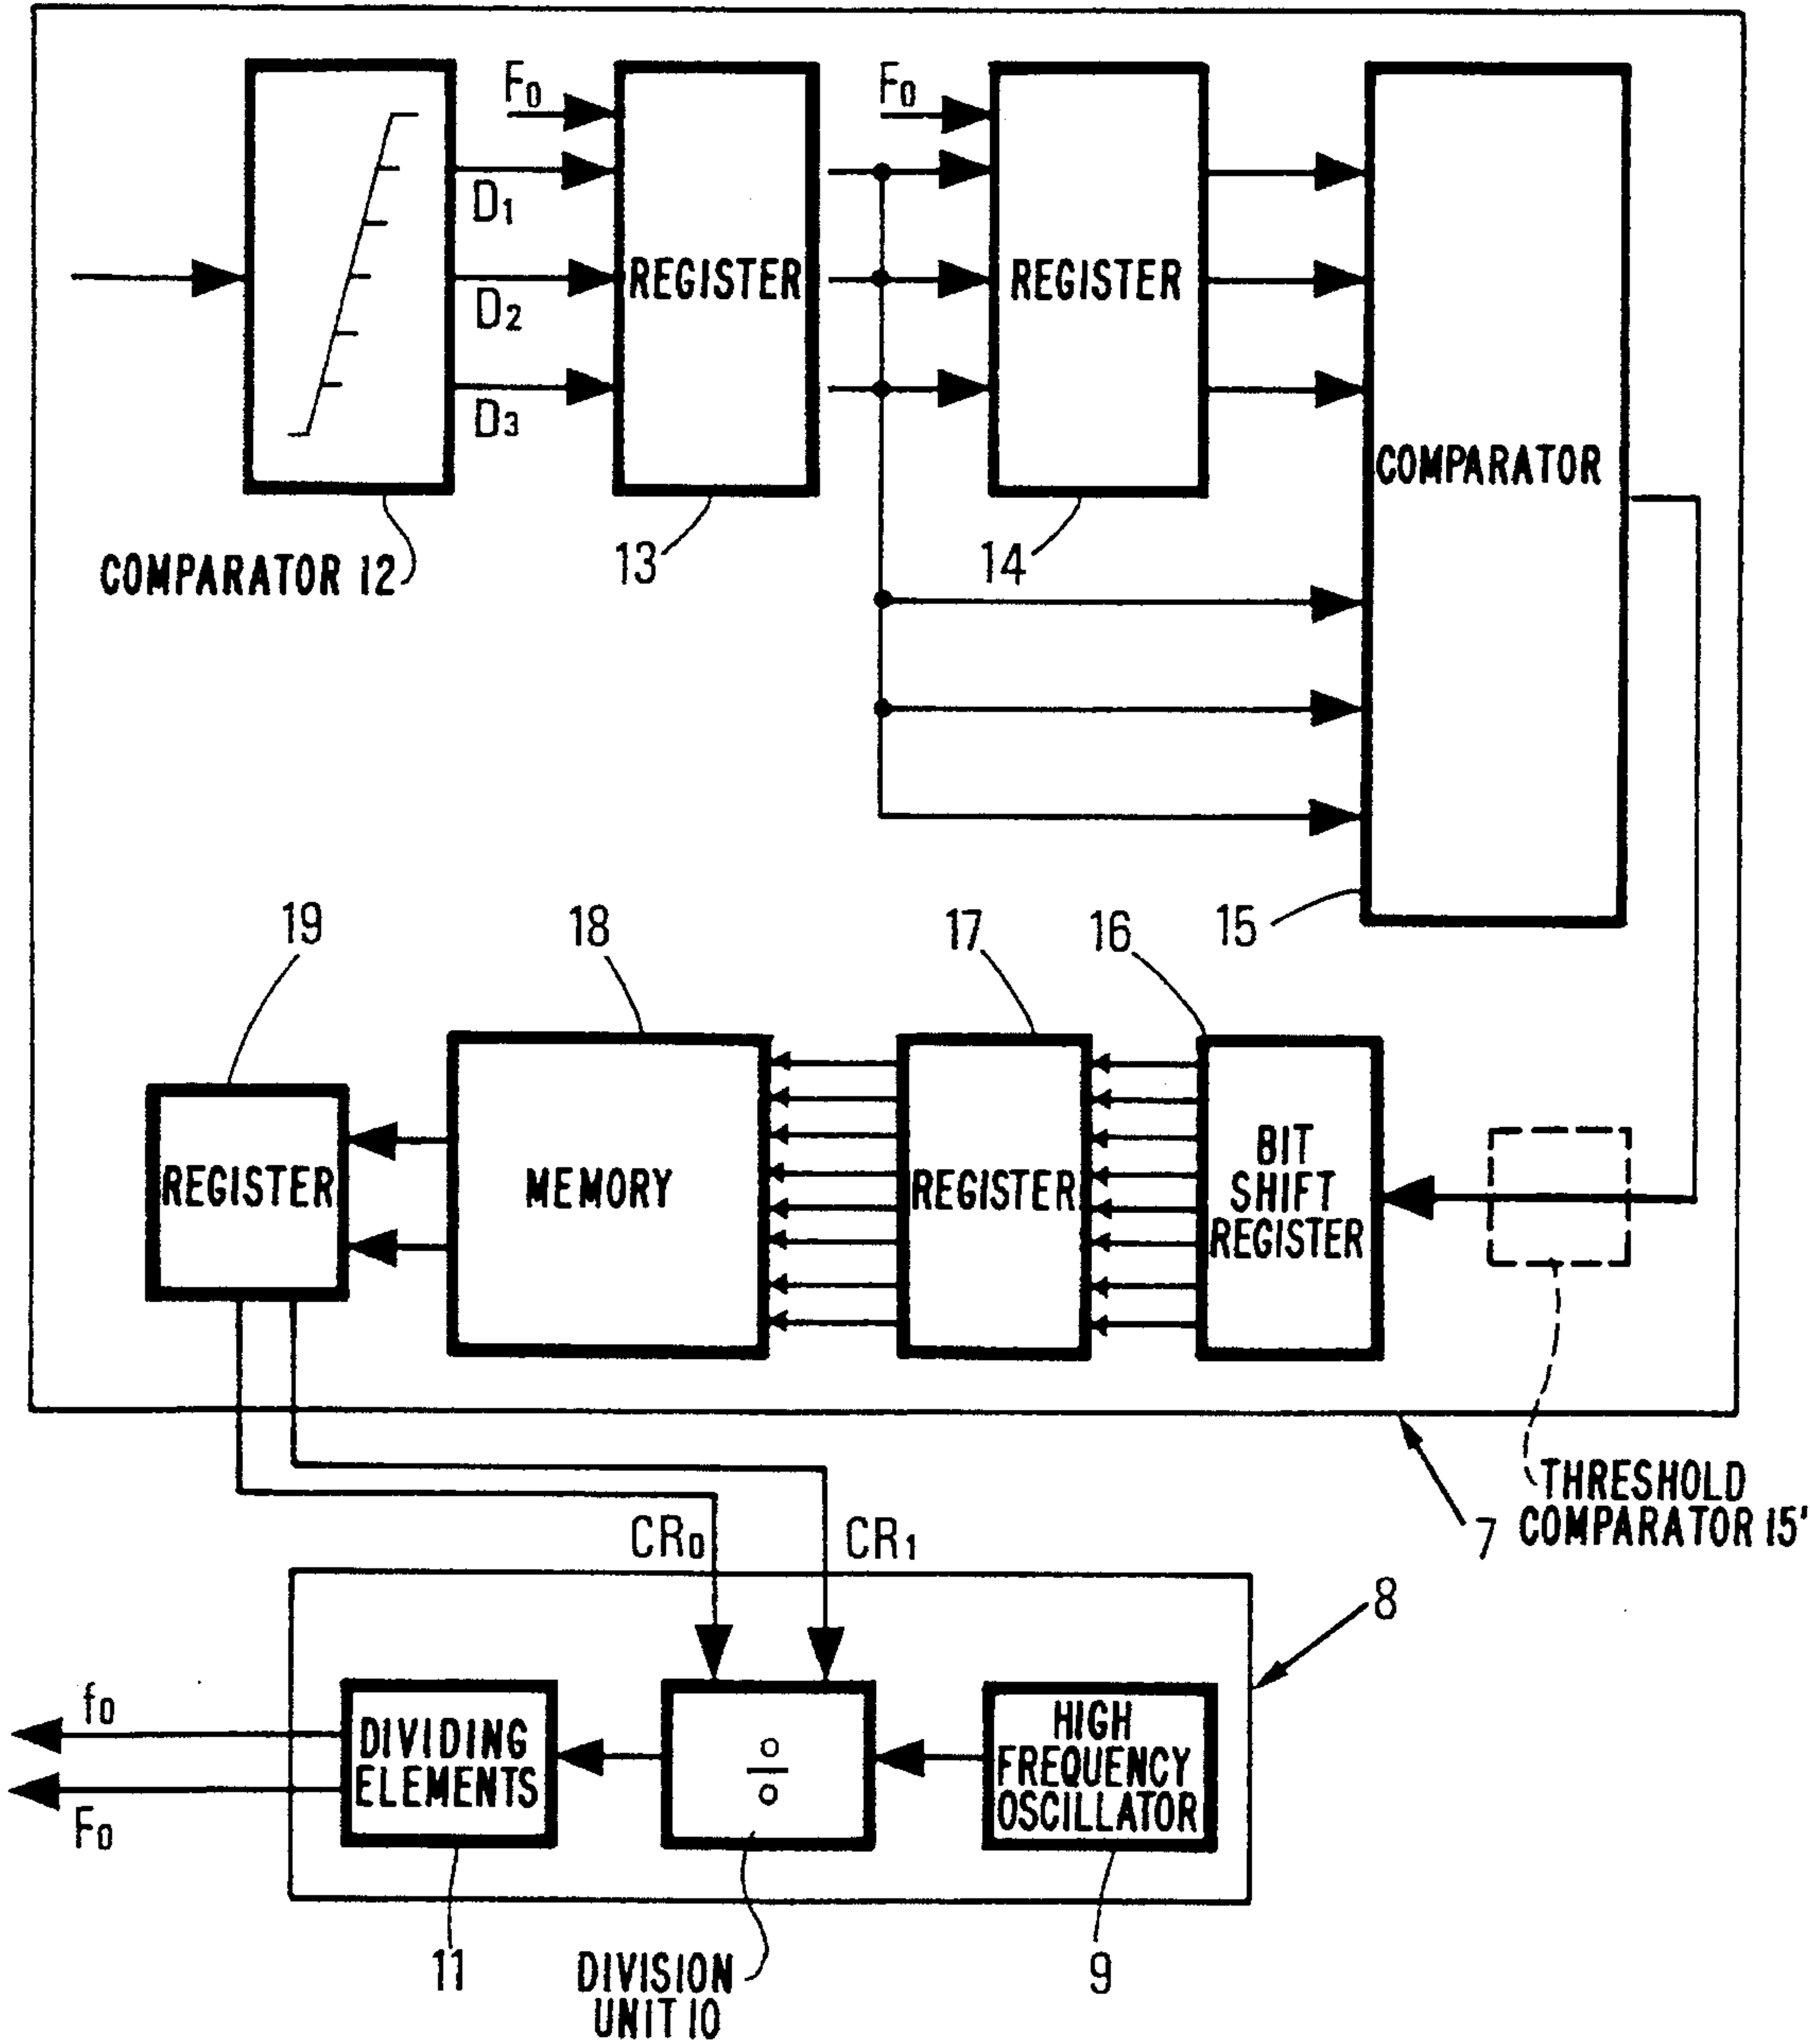 F0
F0
D1
D2
D3
REGISTER
REGISTER
COMPARATOR
COMPARATOR 12
13
14
15
19
18
17
16
REGISTER
MEMORY
REGISTER
BIT
SHIFT
REGISTER
THRESHOLD
COMPARATOR 15'
7
CR0
CR1
8
f0
F0
DIVIDING
ELEMENTS
÷
HIGH
FREQUENCY
OSCILLATOR
11
DIVISION
UNIT 10
9